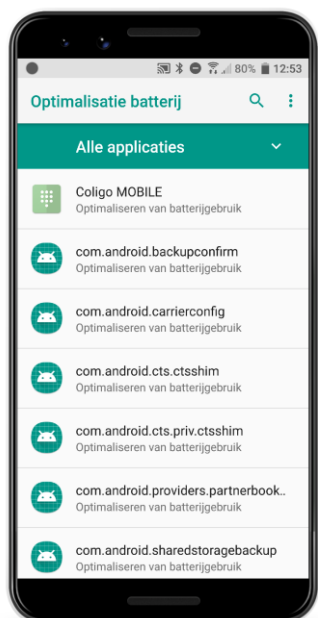 80% 12:53
Optimalisatie batterij
Alle applicaties
Coligo MOBILE
Optimaliseren van batterijgebruik
com.android.backupconfirm
Optimaliseren van batterijgebruik
com.android.carrierconfig
Optimaliseren van batterijgebruik
com.android.cts.ctsshim
Optimaliseren van batterijgebruik
com.android.cts.priv.ctsshim
Optimaliseren van batterijgebruik
com.android.providers.partnerbook..
Optimaliseren van batterijgebruik
com.android.sharedstoragebackup
Optimaliseren van batterijgebruik